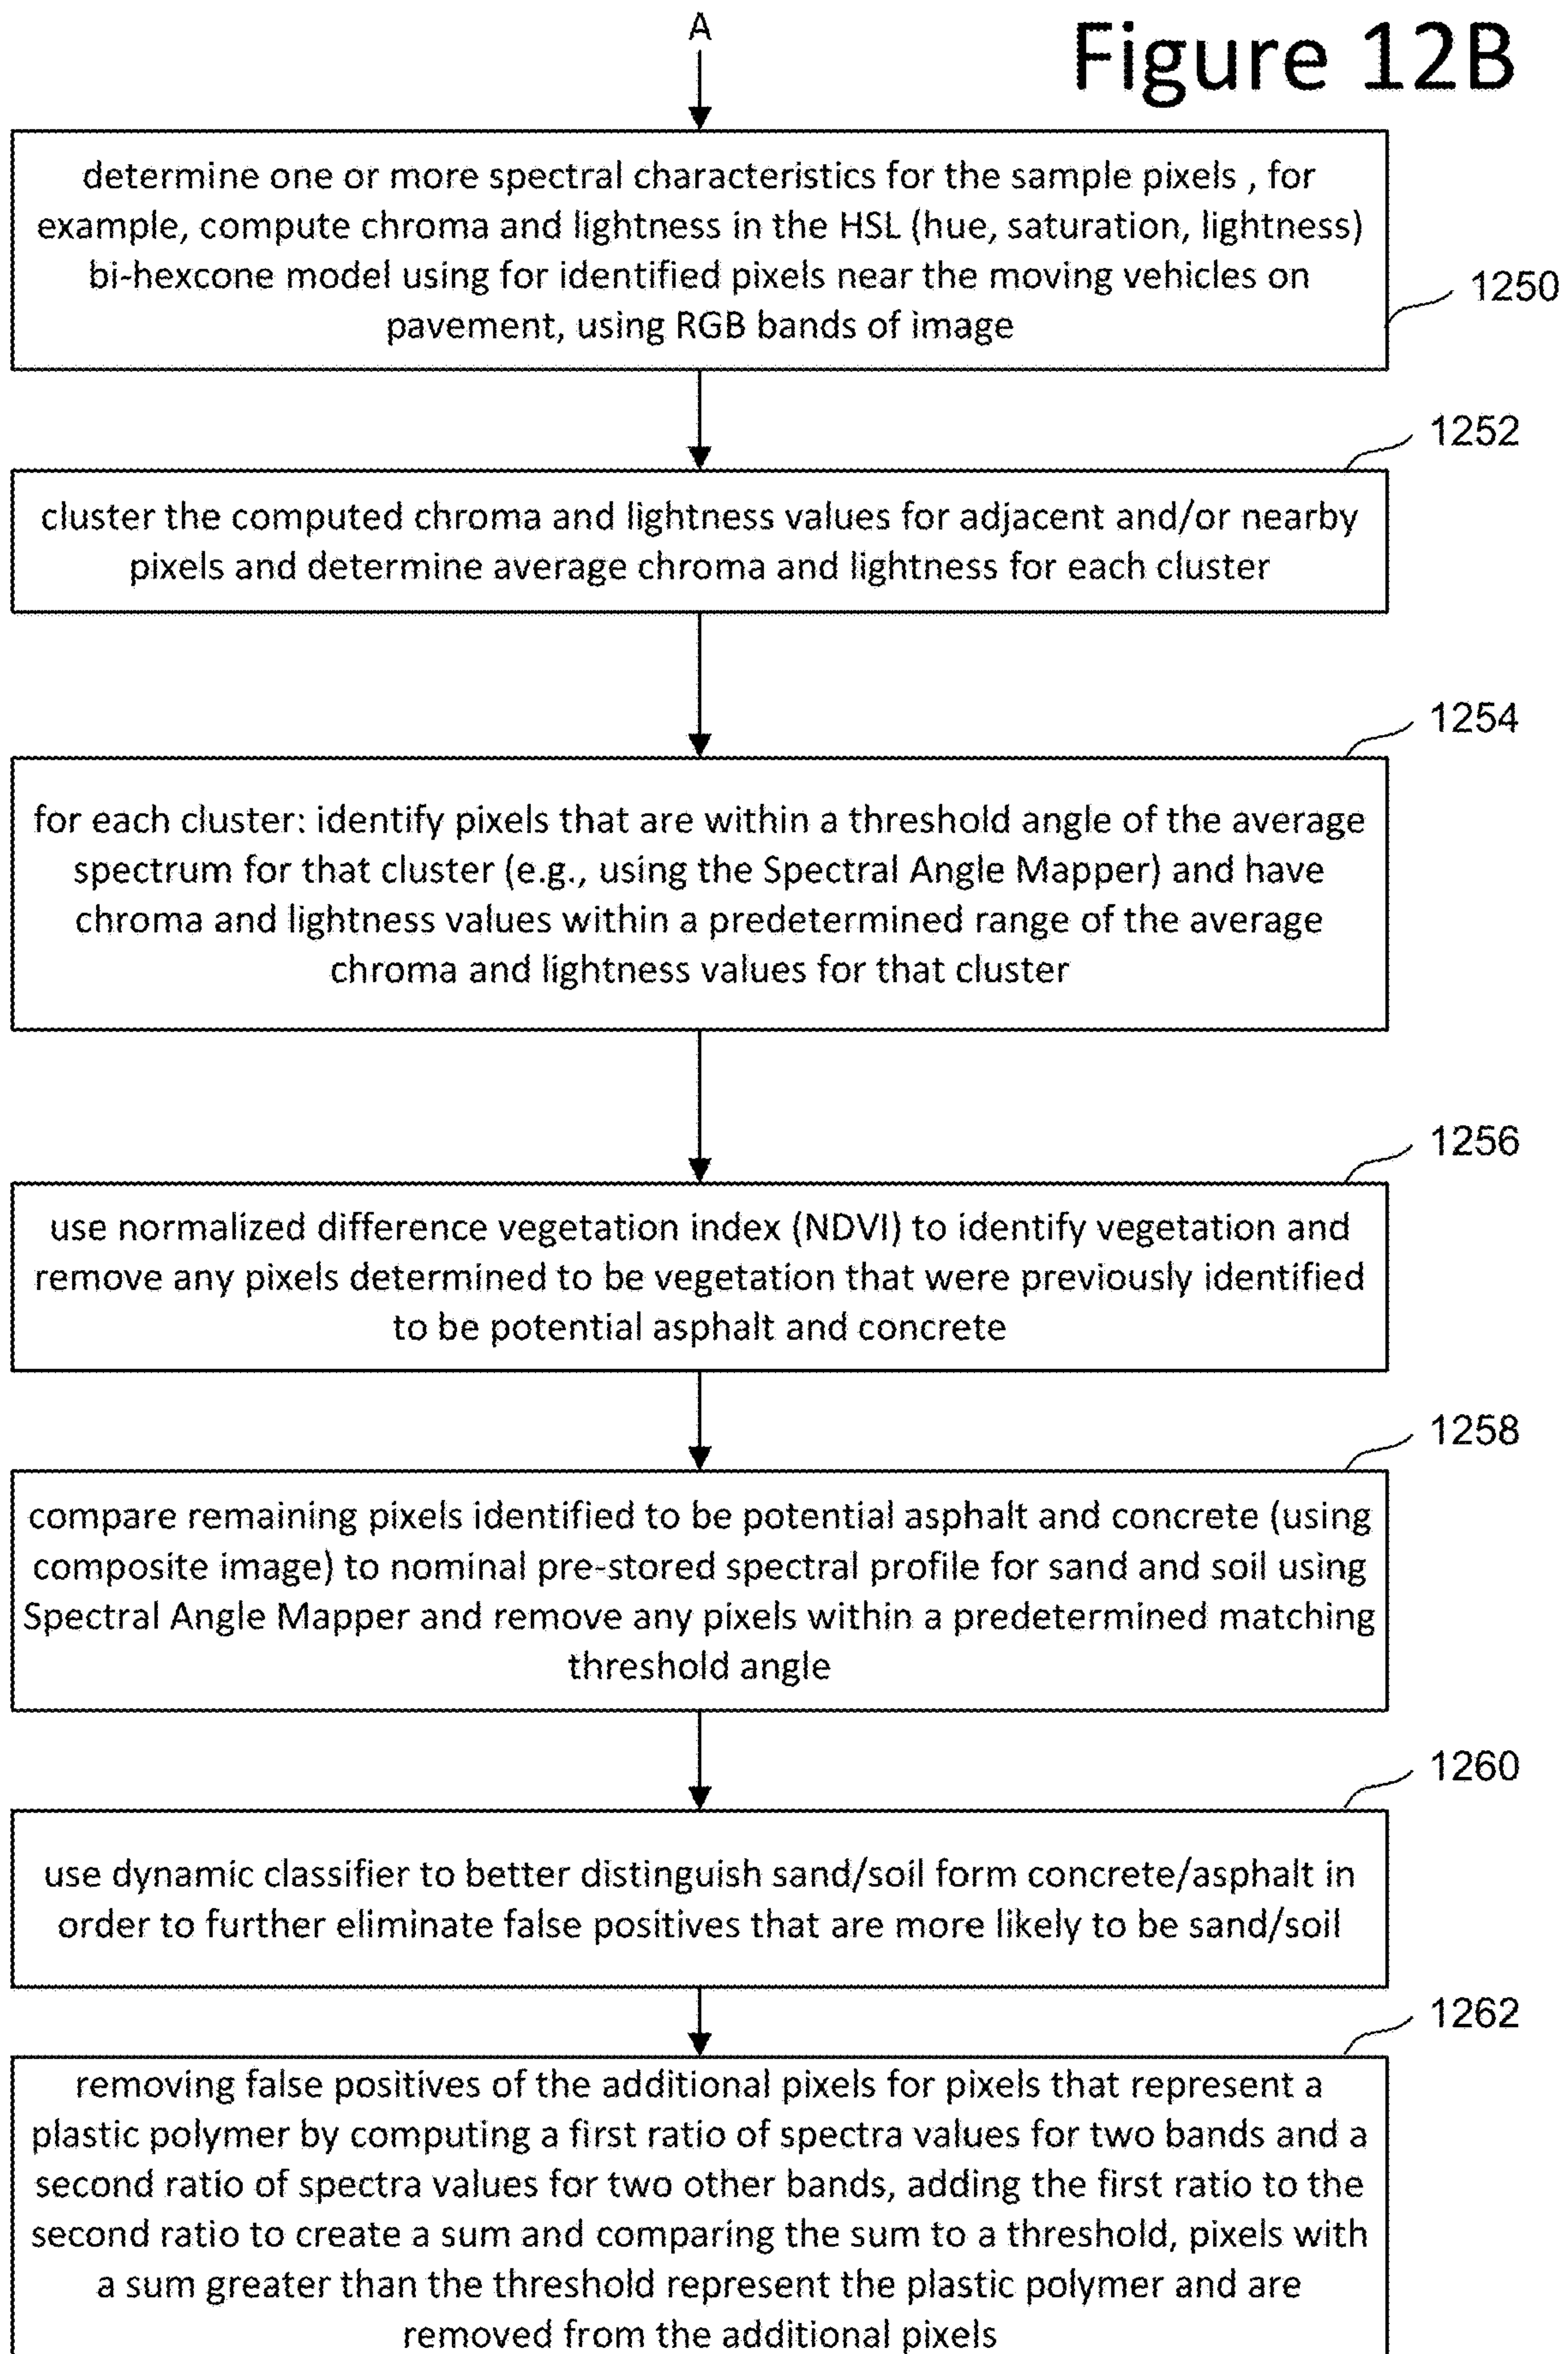 A
Figure 12B
determine one or more spectral characteristics for the sample pixels , for
example, compute chroma and lightness in the HSL (hue, saturation, lightness)
bi-hexcone model using for identified pixels near the moving vehicles on
pavement, using RGB bands of image
1250
1252
cluster the computed chroma and lightness values for adjacent and/or nearby
pixels and determine average chroma and lightness for each cluster
1254
for each cluster: identify pixels that are within a threshold angle of the average
spectrum for that cluster (e.g., using the Spectral Angle Mapper) and have
chroma and lightness values within a predetermined range of the average
chroma and lightness values for that cluster
1256
use normalized difference vegetation index (NDVI) to identify vegetation and
remove any pixels determined to be vegetation that were previously identified
to be potential asphalt and concrete
1258
compare remaining pixels identified to be potential asphalt and concrete (using
composite image) to nominal pre-stored spectral profile for sand and soil using
Spectral Angle Mapper and remove any pixels within a predetermined matching
threshold angle
1260
use dynamic classifier to better distinguish sand/soil form concrete/asphalt in
order to further eliminate false positives that are more likely to be sand/soil
1262
removing false positives of the additional pixels for pixels that represent a
plastic polymer by computing a first ratio of spectra values for two bands and a
second ratio of spectra values for two other bands, adding the first ratio to the
second ratio to create a sum and comparing the sum to a threshold, pixels with
a sum greater than the threshold represent the plastic polymer and are
removed from the additional pixels